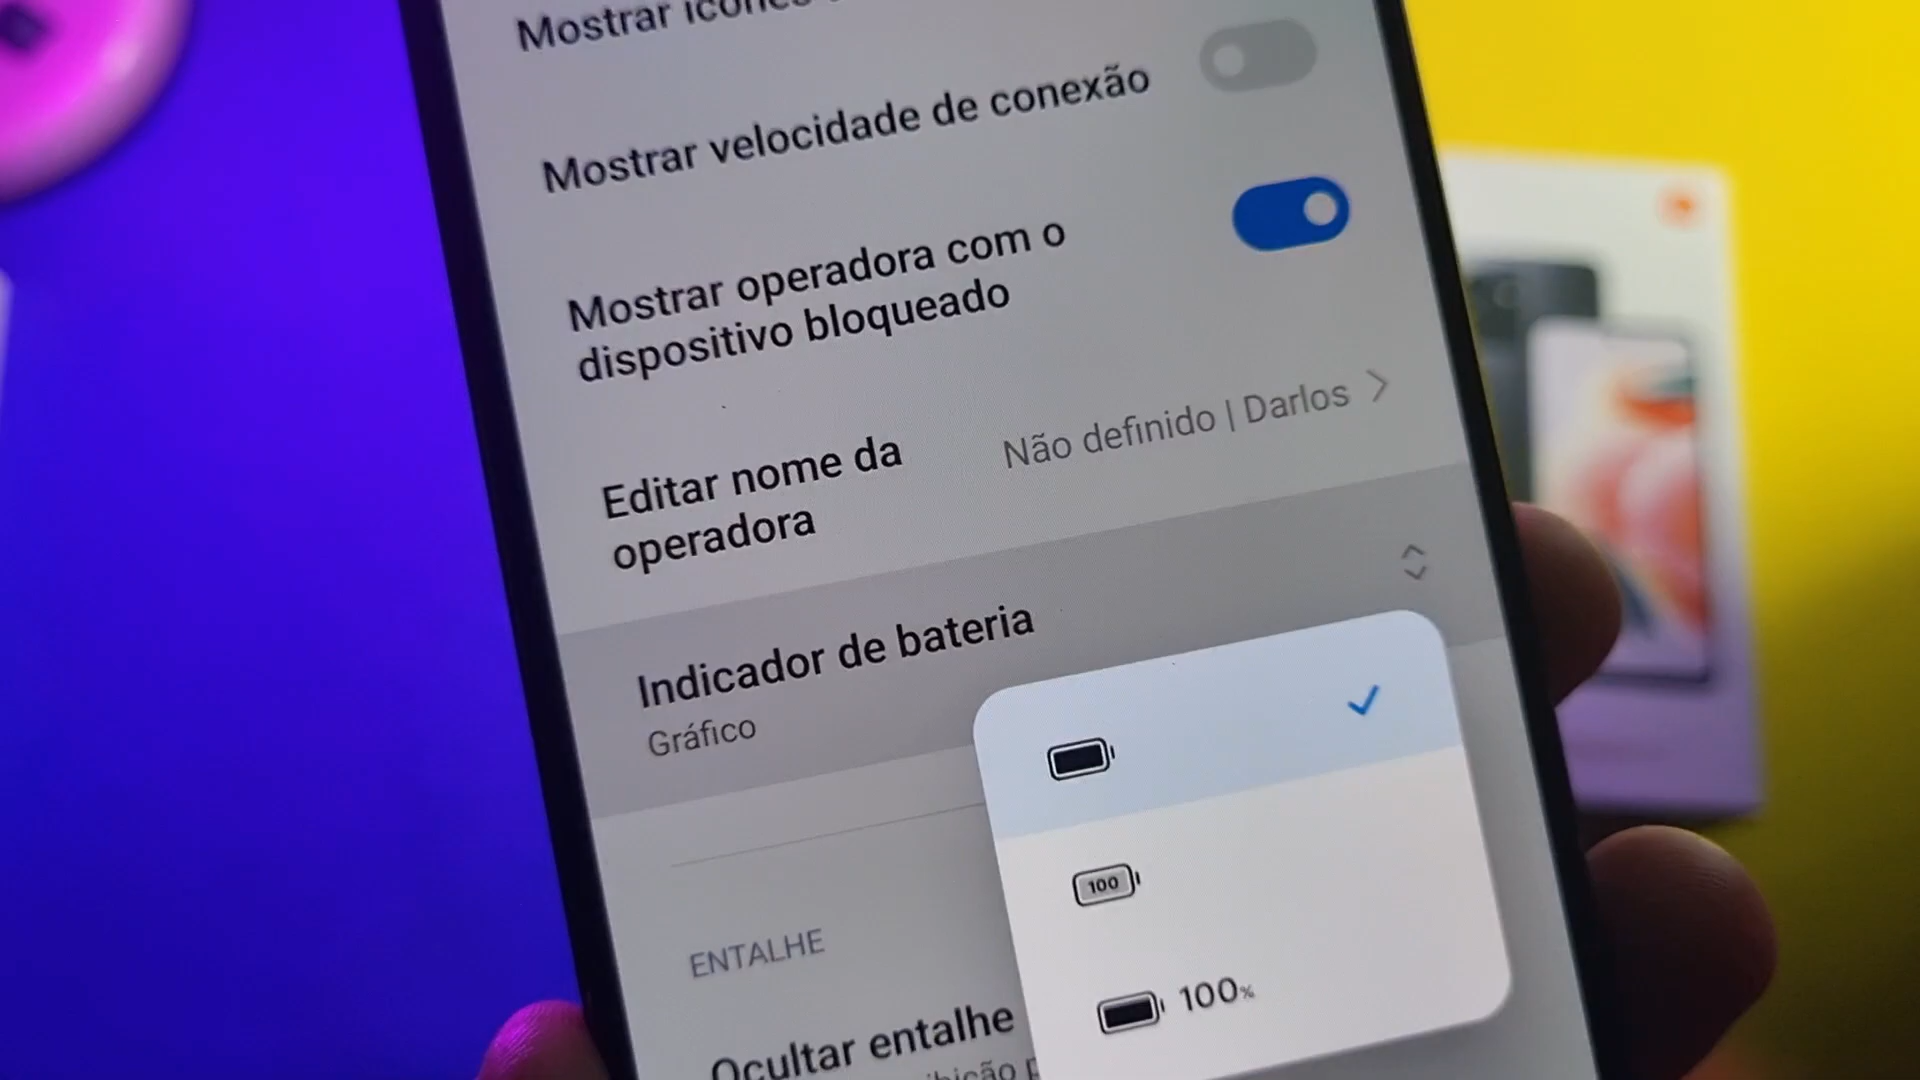 Mostrar ícones
Mostrar velocidade de conexão
Mostrar operadora com o
dispositivo bloqueado
Editar nome da
operadora
Não definido | Darlos
Indicador de bateria
Gráfico
100
100%
ENTALHE
Ocultar entalhe